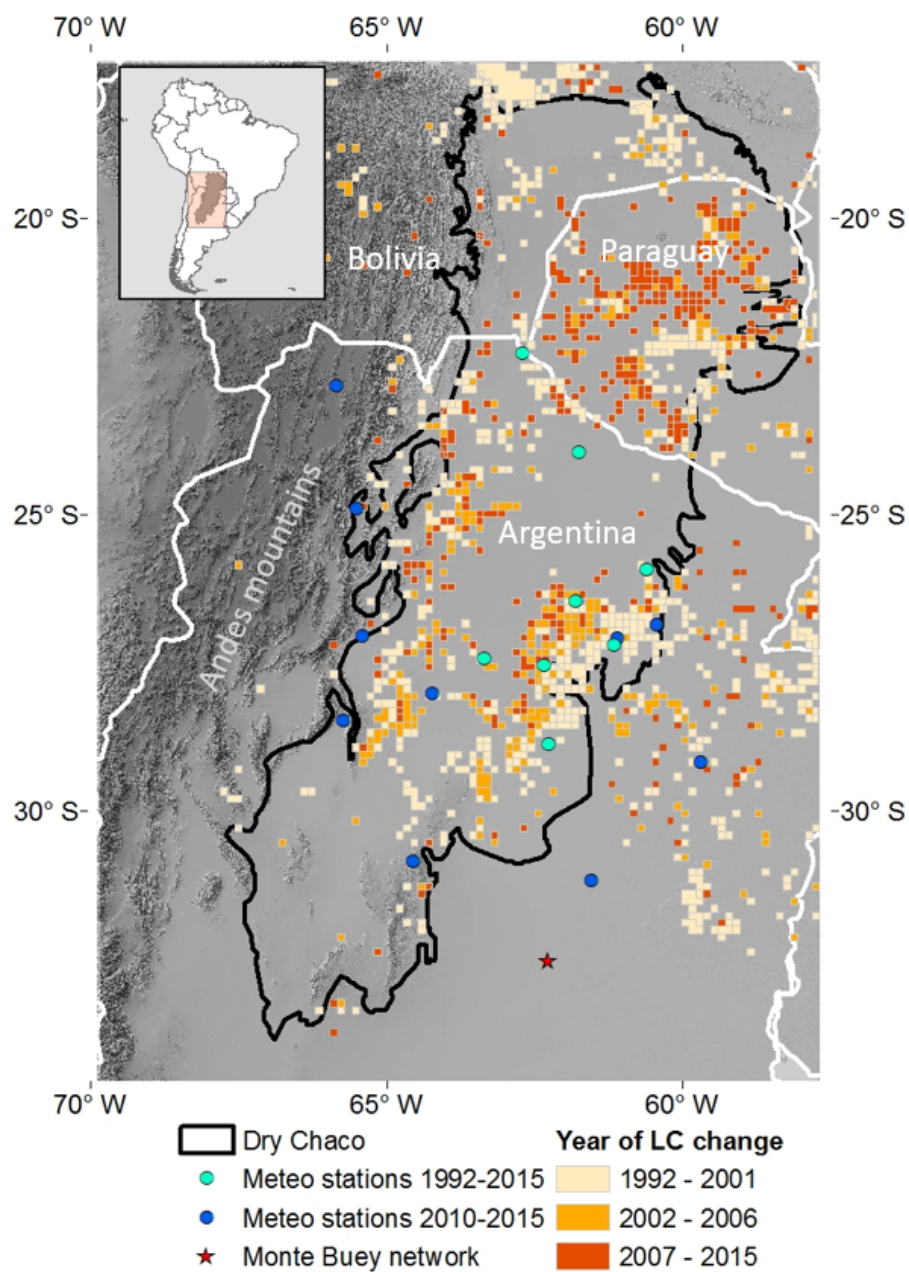 70° W 65° W 60° W
20° S 20° S
Bolivia Paraguay
Andes mountains
25° S 25° S
Argentina
30° S 30° S
70° W 65° W 60° W
Dry Chaco Year of LC change
Meteo stations 1992-2015 1992 - 2001
Meteo stations 2010-2015 2002 - 2006
Monte Buey network 2007 - 2015